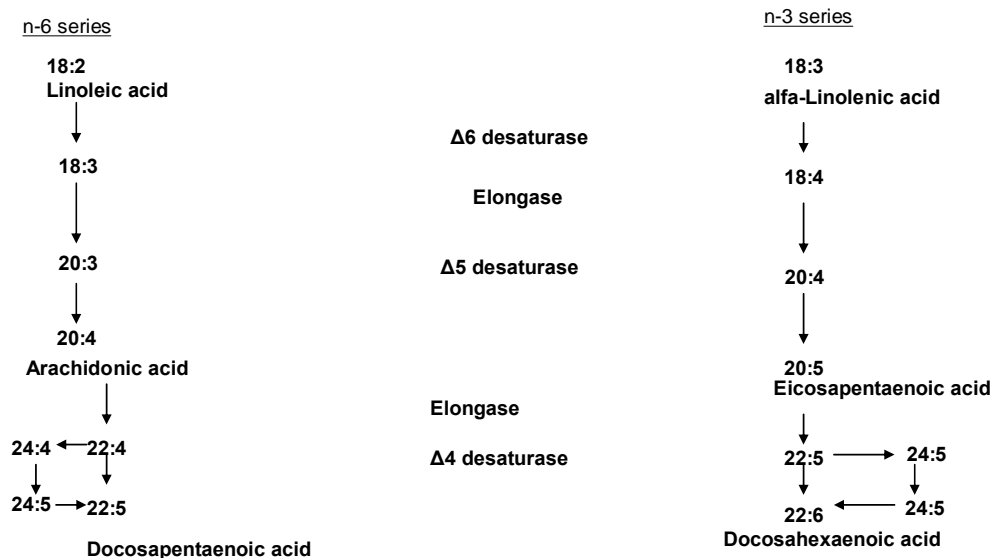 n-6 series
18:2
Linoleic acid
18:3
20:3
20:4
Arachidonic acid
24:4 22:4
24:5 22:5
Docosapentaenoic acid
Δ6 desaturase
Elongase
Δ5 desaturase
Elongase
Δ4 desaturase
n-3 series
18:3
alfa-Linolenic acid
18:4
20:4
20:5
Eicosapentaenoic acid
22:5 24:5
22:6 24:5
Docosahexaenoic acid